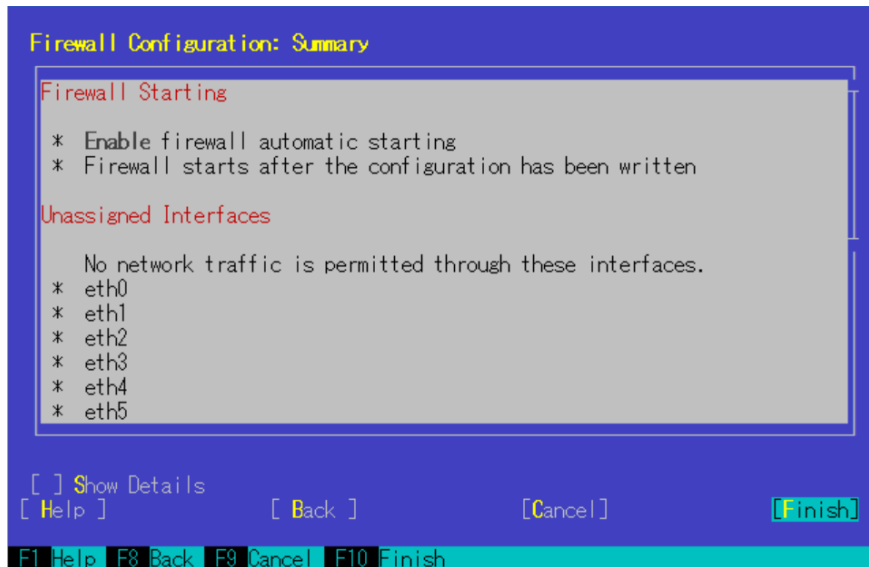 Firewall Configuration: Summary
Firewall Starting
* Enable firewall automatic starting
* Firewall starts after the configuration has been written
Unassigned Interfaces
No network traffic is permitted through these interfaces.
* eth0
* eth1
* eth2
* eth3
* eth4
* eth5
[ ] Show Details
[ Help ] [ Back ] [Cancel] [Finish]
F1 Help F8 Back F9 Cancel F10 Finish